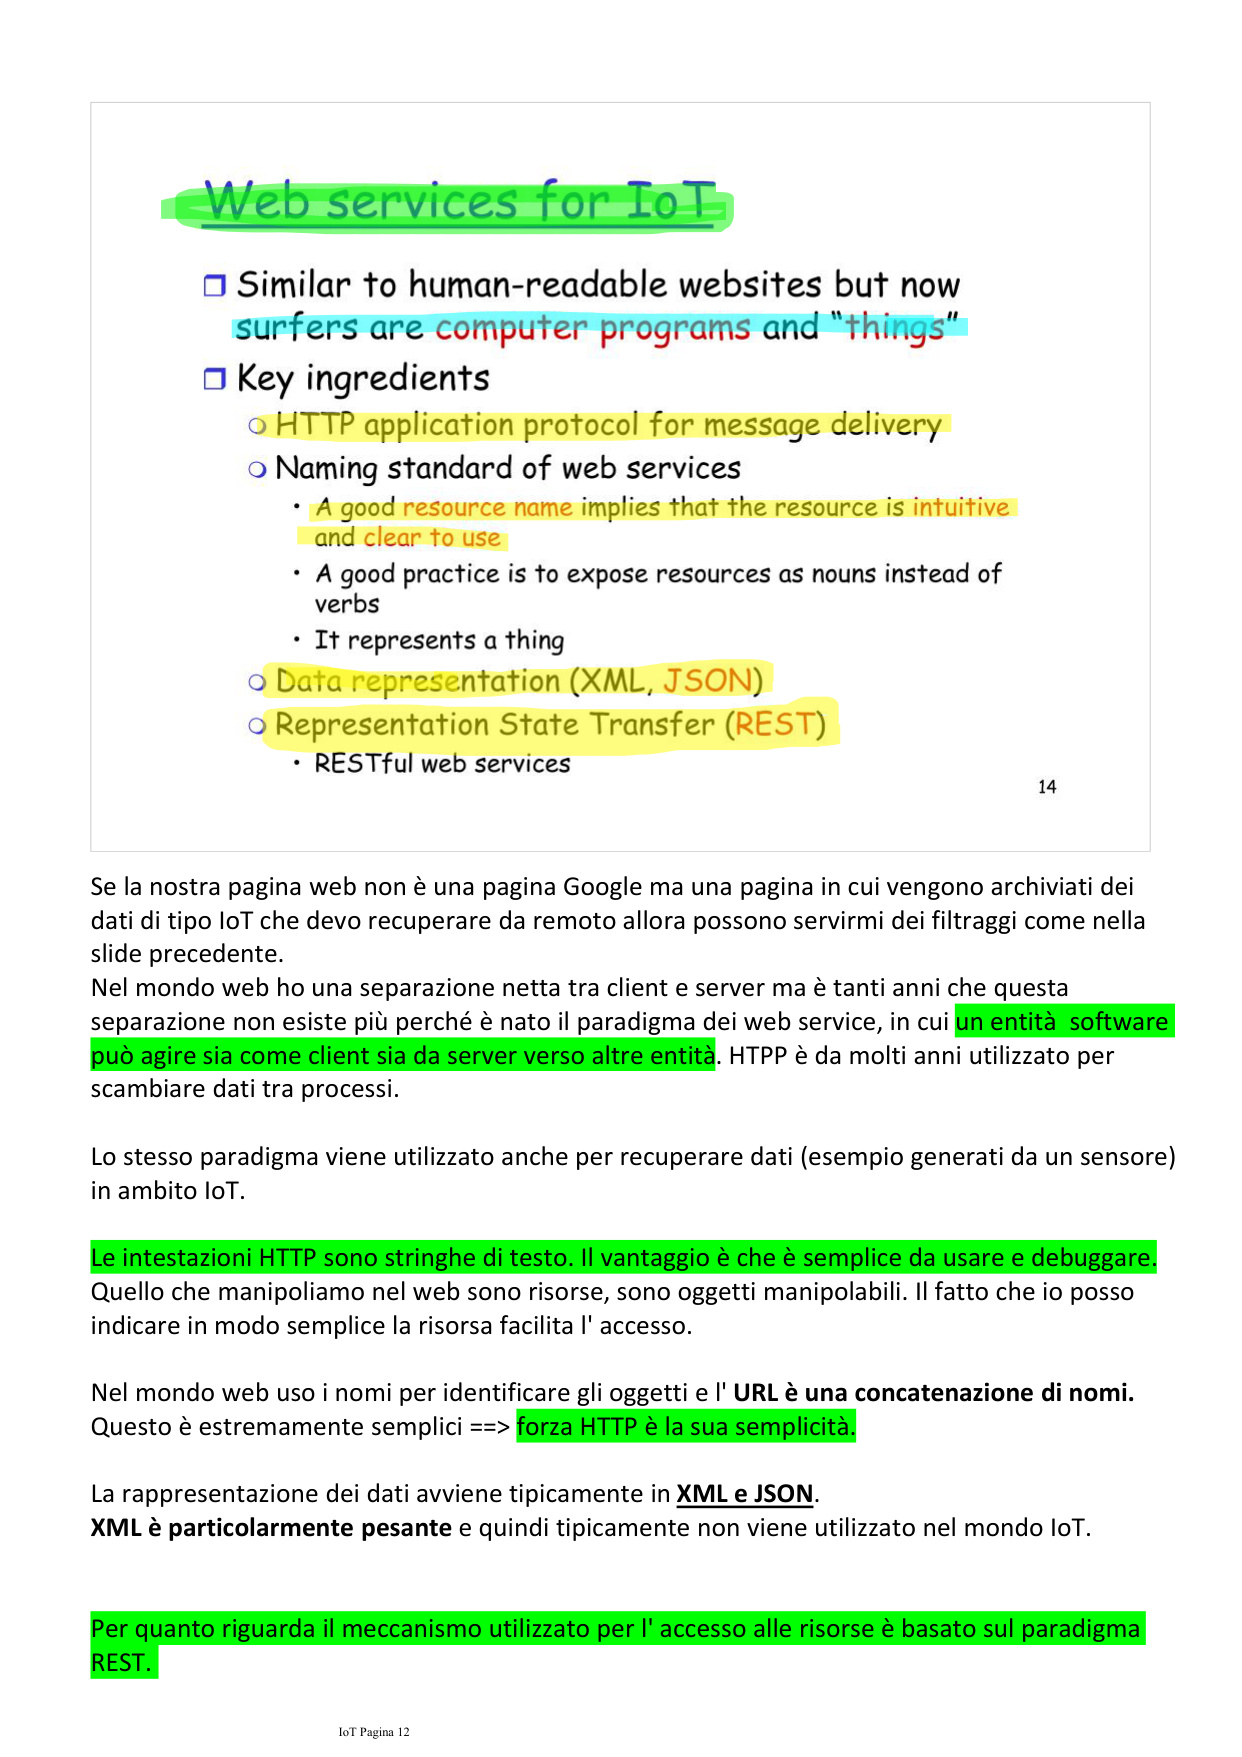 Web services for IoT
Similar to human-readable websites but now
surfers are computer programs and “things”
Key ingredients
HTTP application protocol for message delivery
Naming standard of web services
• A good resource name implies that the resource is intuitive
and clear to use
• A good practice is to expose resources as nouns instead of
verbs
• It represents a thing
Data representation (XML, JSON)
Representation State Transfer (REST)
• RESTful web services
14
Se la nostra pagina web non è una pagina Google ma una pagina in cui vengono archiviati dei
dati di tipo IoT che devo recuperare da remoto allora possono servirmi dei filtraggi come nella
slide precedente.
Nel mondo web ho una separazione netta tra client e server ma è tanti anni che questa
separazione non esiste più perché è nato il paradigma dei web service, in cui un entità  software
può agire sia come client sia da server verso altre entità. HTPP è da molti anni utilizzato per
scambiare dati tra processi.
Lo stesso paradigma viene utilizzato anche per recuperare dati (esempio generati da un sensore)
in ambito IoT.
Le intestazioni HTTP sono stringhe di testo. Il vantaggio è che è semplice da usare e debuggare.
Quello che manipoliamo nel web sono risorse, sono oggetti manipolabili. Il fatto che io posso
indicare in modo semplice la risorsa facilita l' accesso.
Nel mondo web uso i nomi per identificare gli oggetti e l' URL è una concatenazione di nomi.
Questo è estremamente semplici ==> forza HTTP è la sua semplicità.
La rappresentazione dei dati avviene tipicamente in XML e JSON.
XML è particolarmente pesante e quindi tipicamente non viene utilizzato nel mondo IoT.
Per quanto riguarda il meccanismo utilizzato per l' accesso alle risorse è basato sul paradigma
REST.
IoT Pagina 12